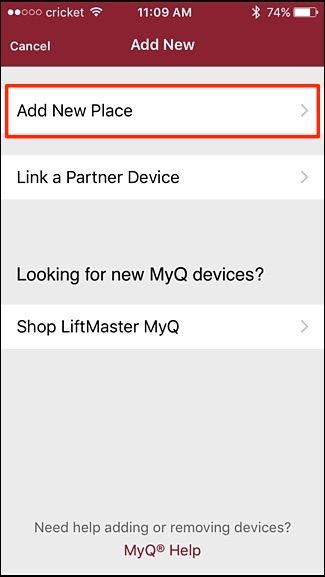 cricket 11:09 AM 74%
Cancel Add New
Add New Place
Link a Partner Device
Looking for new MyQ devices?
Shop LiftMaster MyQ
Need help adding or removing devices?
MyQ® Help